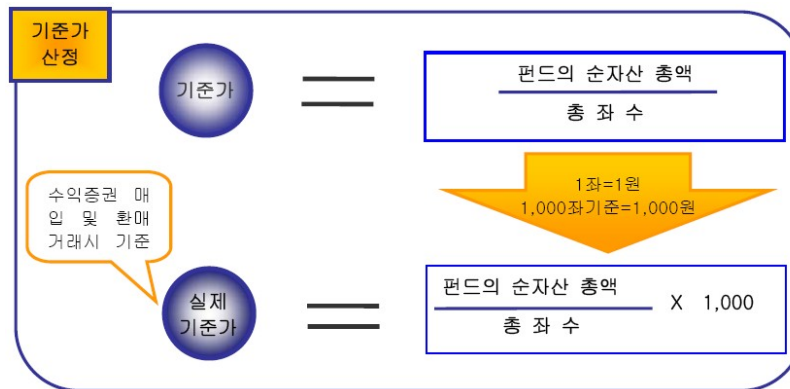 기준가
산정
기준가
펀드의 순자산 총액
총 좌 수
1좌=1원
1,000좌기준=1,000원
수익증권 매
입 및 환매
거래시 기준
실제
기준가
펀드의 순자산 총액
총 좌 수
X 1,000